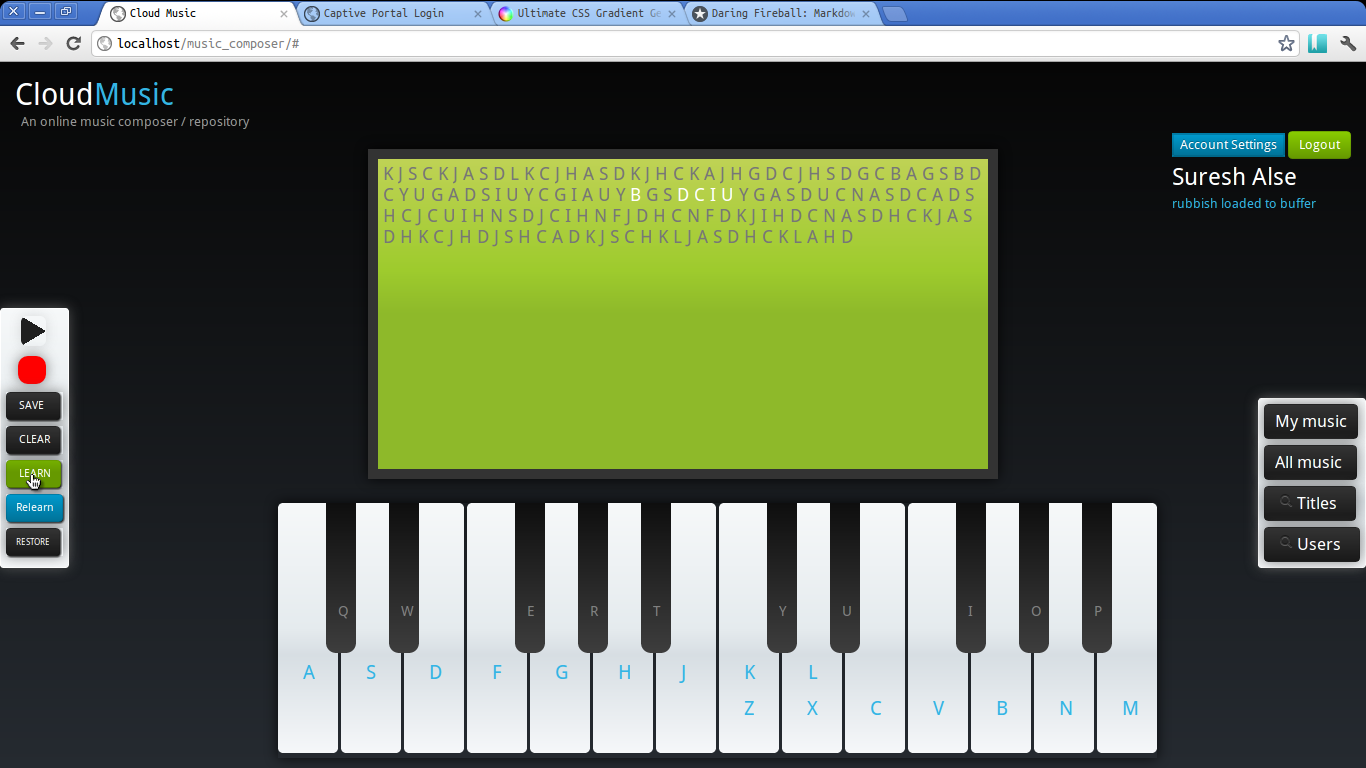 Cloud Music
Captive Portal Login
Ultimate CSS Gradient Ge
Daring Fireball: Markdow
localhost/music_composer/#
CloudMusic
An online music composer / repository
Account Settings
Logout
Suresh Alse
rubbish loaded to buffer
K J S C K J A S D L K C J H A S D K J H C K A J H G D C J H S D G C B A G S B D
C Y U G A D S I U Y C G I A U Y B G S D C I U Y G A S D U C N A S D C A D S
H C J C U I H N S D J C I H N F J D H C N F D K J I H D C N A S D H C K J A S
D H K C J H D J S H C A D K J S C H K L J A S D H C K L A H D
SAVE
CLEAR
LEARN
Relearn
RESTORE
My music
All music
Titles
Users
Q W E R T Y U I O P
A S D F G H J K L
Z X C V B N M